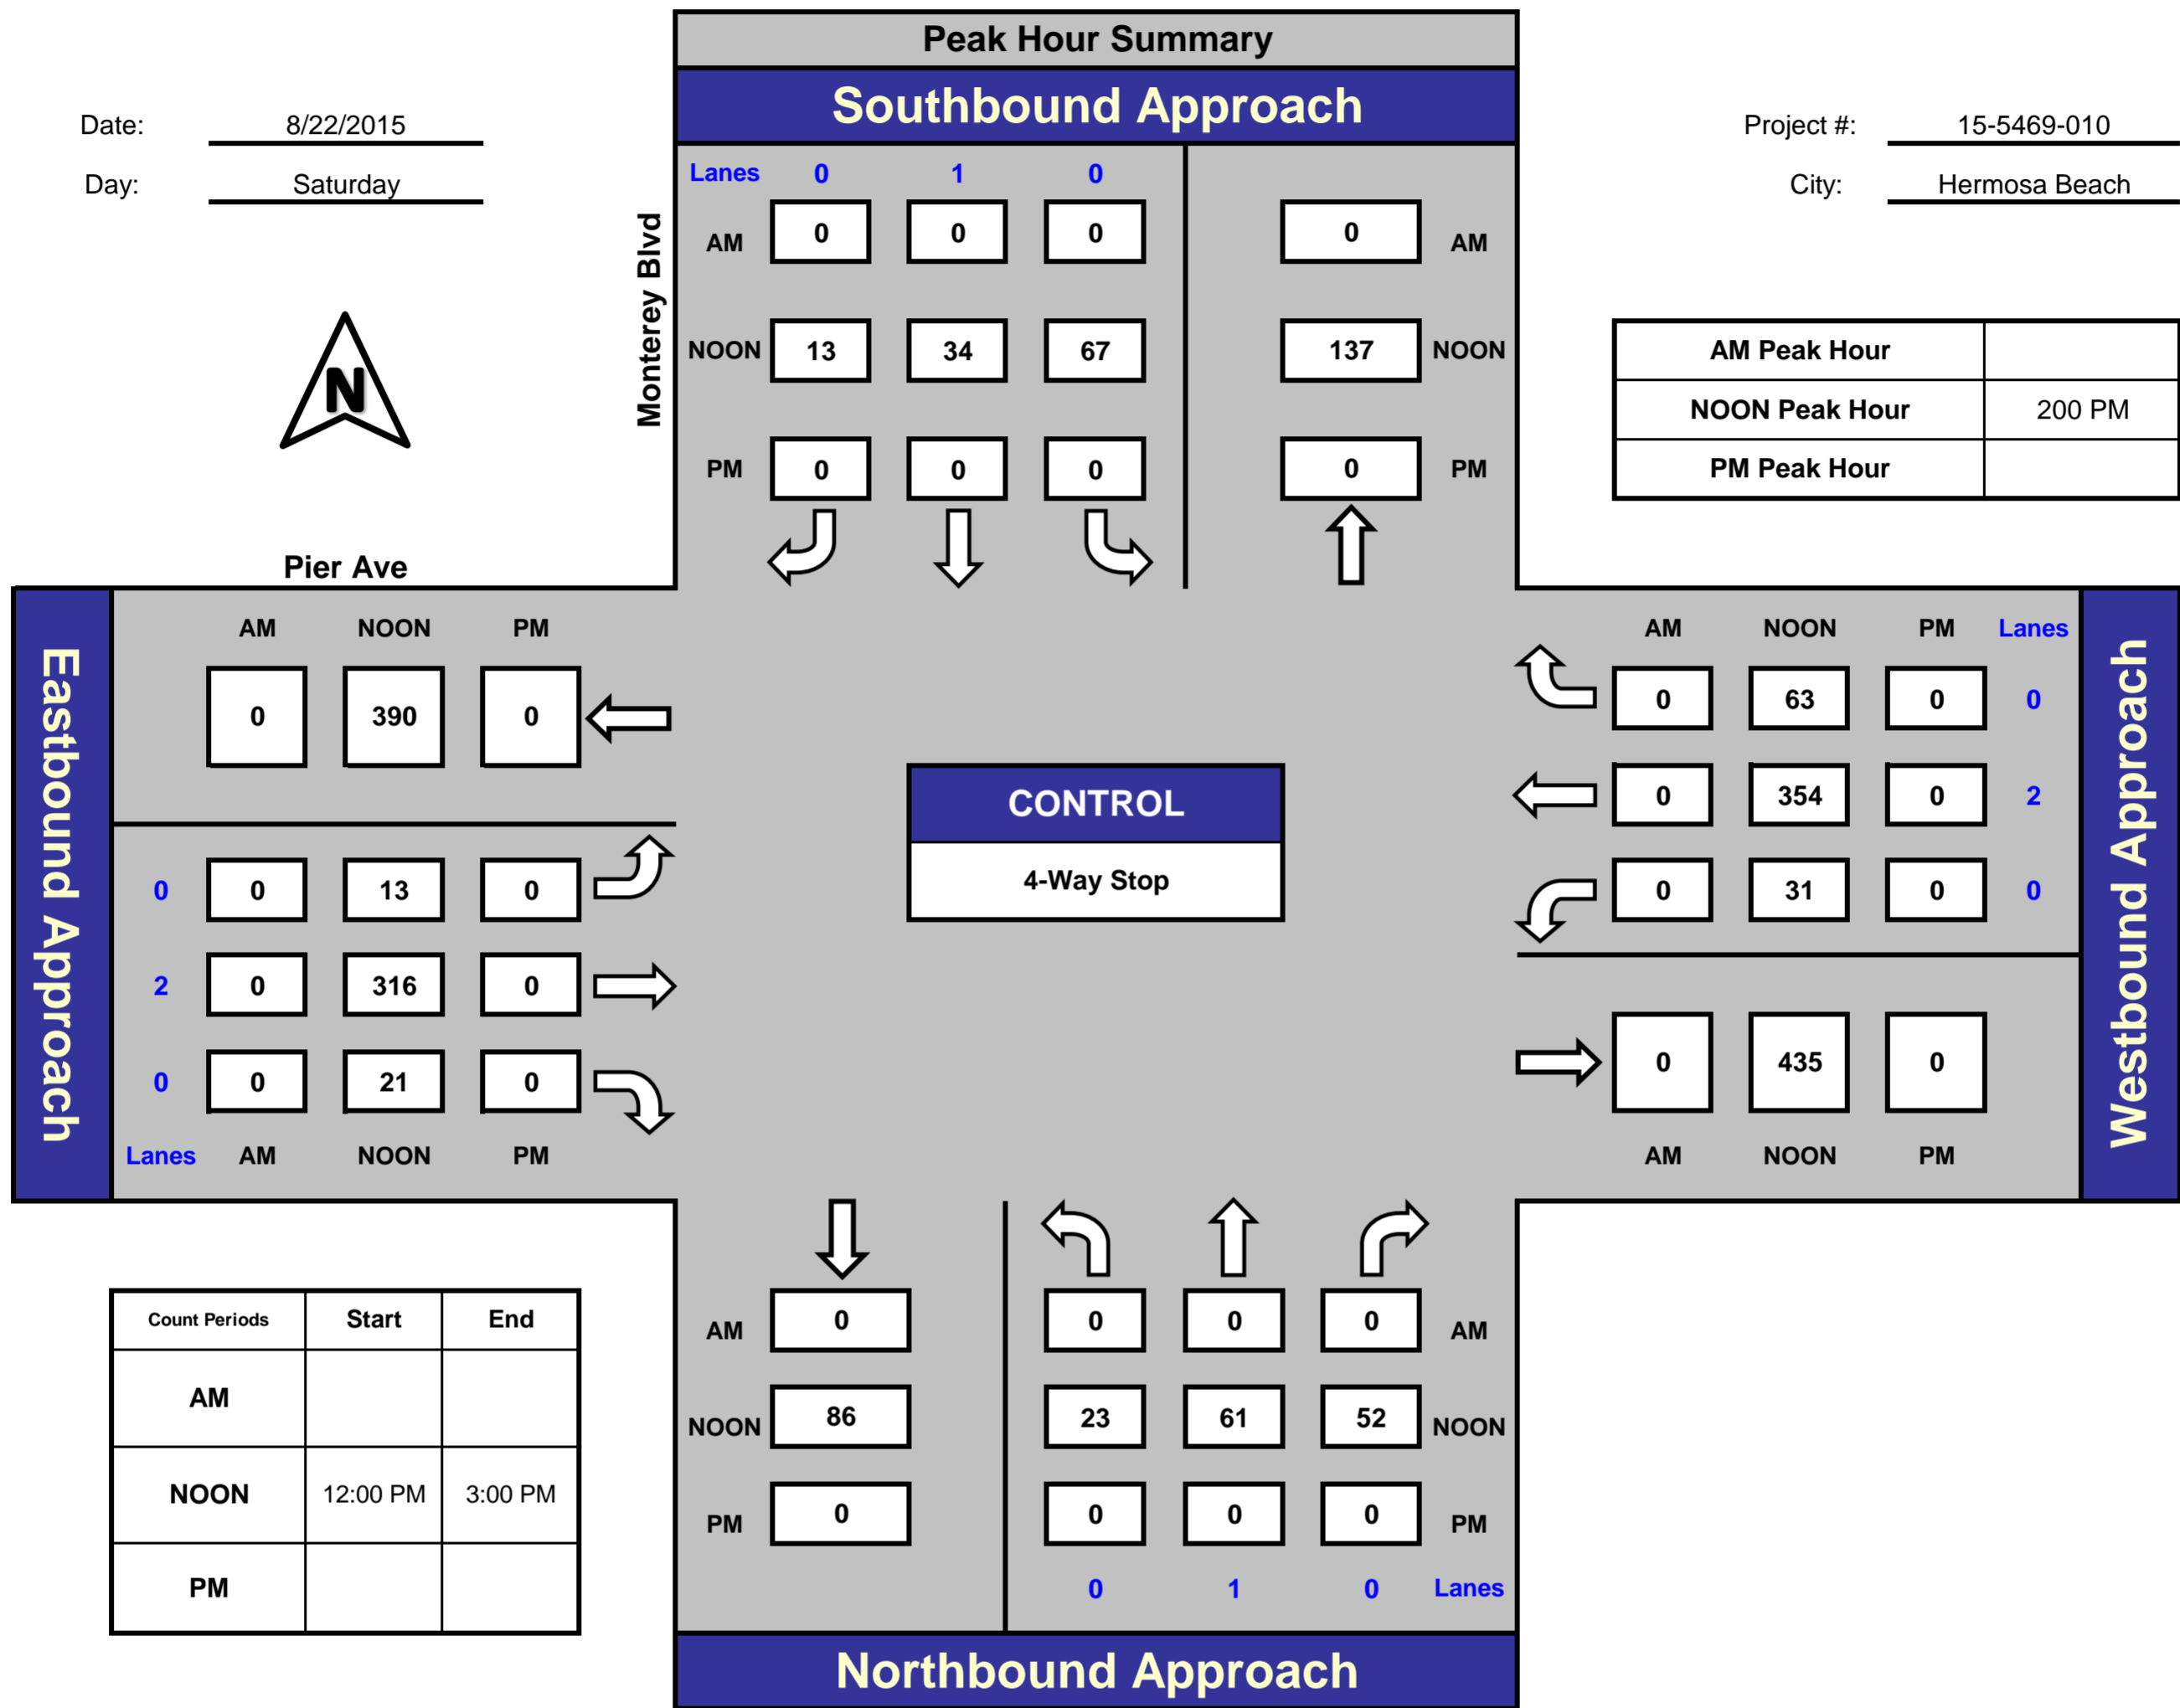 Peak Hour Summary
Southbound Approach
Date: 8/22/2015
Project #: 15-5469-010
Day: Saturday
City: Hermosa Beach
Monterey Blvd
Lanes 0 1 0
AM 0 0 0 0 AM
NOON 13 34 67 137 NOON
PM 0 0 0 0 PM
N
AM Peak Hour
NOON Peak Hour 200 PM
PM Peak Hour
Pier Ave
Eastbound Approach
AM NOON PM
0 390 0
0 0 13 0
2 0 316 0
0 0 21 0
Lanes AM NOON PM
CONTROL
4-Way Stop
AM NOON PM Lanes
0 63 0 0
0 354 0 2
0 31 0 0
0 435 0
AM NOON PM
Westbound Approach
Count Periods Start End
AM
NOON 12:00 PM 3:00 PM
PM
AM 0 0 0 0 AM
NOON 86 23 61 52 NOON
PM 0 0 0 0 PM
0 1 0 Lanes
Northbound Approach